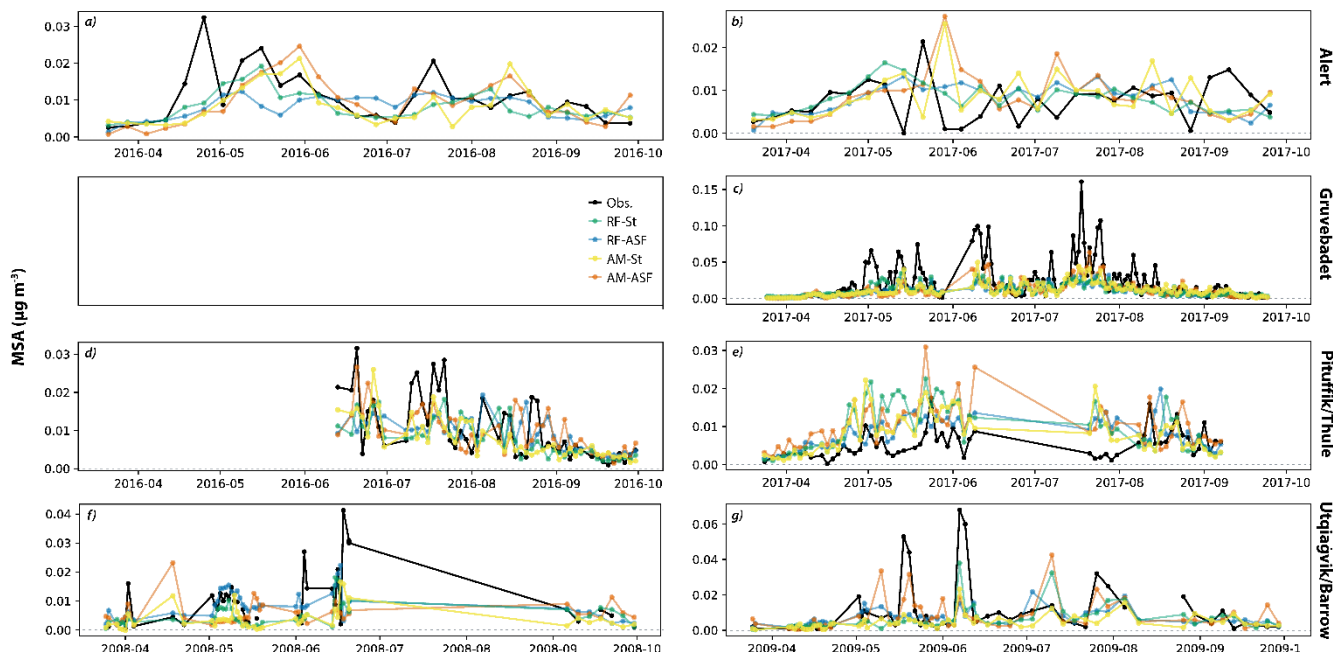 a)
0.03
0.02
0.01
0.00
2016-04 2016-05 2016-06 2016-07 2016-08 2016-09 2016-10
b)
0.02
0.01
0.00
2017-04 2017-05 2017-06 2017-07 2017-08 2017-09 2017-10
Alert
Obs.
RF-St
RF-ASF
AM-St
AM-ASF
c)
0.15
0.10
0.05
0.00
2017-04 2017-05 2017-06 2017-07 2017-08 2017-09 2017-10
Gruvebadet
MSA (µg m⁻³)
d)
0.03
0.02
0.01
0.00
2016-04 2016-05 2016-06 2016-07 2016-08 2016-09 2016-10
e)
0.03
0.02
0.01
0.00
2017-04 2017-05 2017-06 2017-07 2017-08 2017-09 2017-10
Pituffik/Thule
f)
0.04
0.03
0.02
0.01
0.00
2008-04 2008-05 2008-06 2008-07 2008-08 2008-09 2008-10
g)
0.06
0.04
0.02
0.00
2009-04 2009-05 2009-06 2009-07 2009-08 2009-09 2009-1
Utqiagvik/Barrow